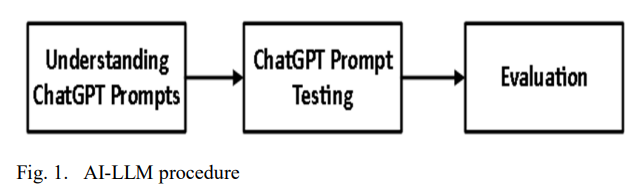 Understanding
ChatGPT Prompts
ChatGPT Prompt
Testing
Evaluation
Fig. 1. AI-LLM procedure